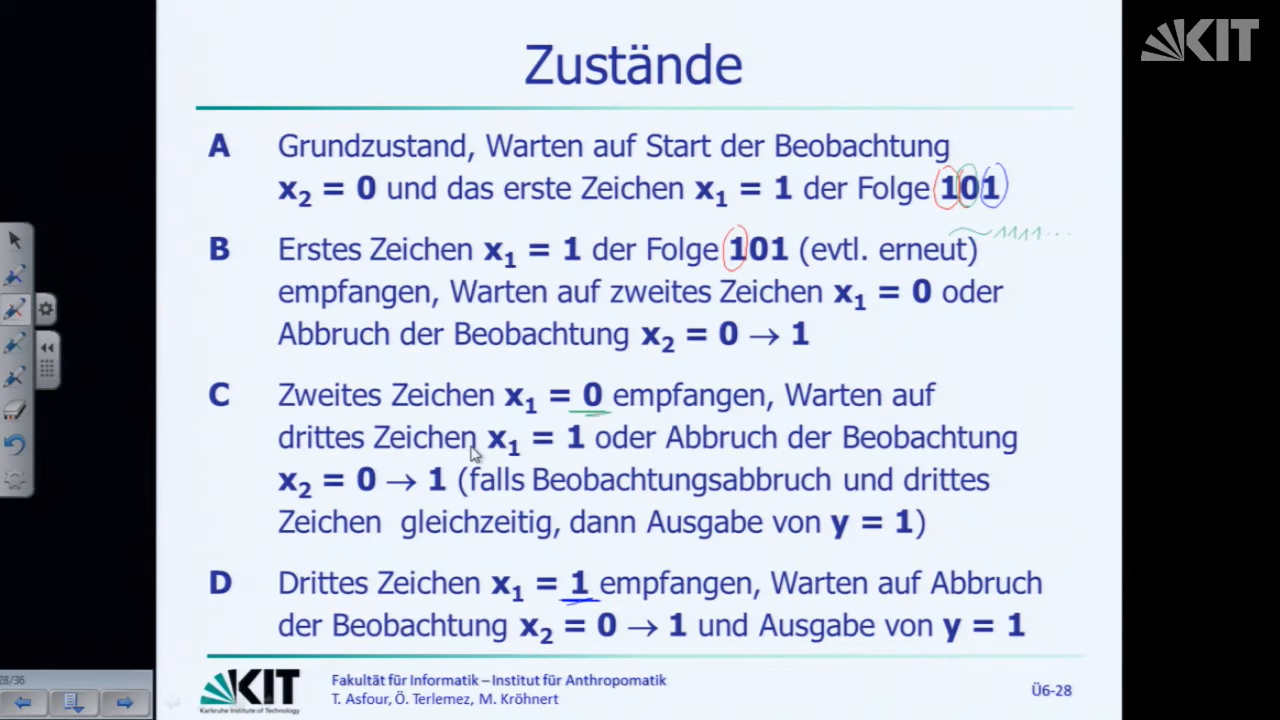 KIT
Zustände
A Grundzustand, Warten auf Start der Beobachtung
x2 = 0 und das erste Zeichen x1 = 1 der Folge 101
1111...
B Erstes Zeichen x1 = 1 der Folge 101 (evtl. erneut)
empfangen, Warten auf zweites Zeichen x1 = 0 oder
Abbruch der Beobachtung x2 = 0 → 1
C Zweites Zeichen x1 = 0 empfangen, Warten auf
drittes Zeichen x1 = 1 oder Abbruch der Beobachtung
x2 = 0 → 1 (falls Beobachtungsabbruch und drittes
Zeichen gleichzeitig, dann Ausgabe von y = 1)
D Drittes Zeichen x1 = 1 empfangen, Warten auf Abbruch
der Beobachtung x2 = 0 → 1 und Ausgabe von y = 1
28/36
KIT
Karlsruhe Institute of Technology
Fakultät für Informatik – Institut für Anthropomatik
T. Asfour, Ö. Terlemez, M. Kröhnert
Ü6-28